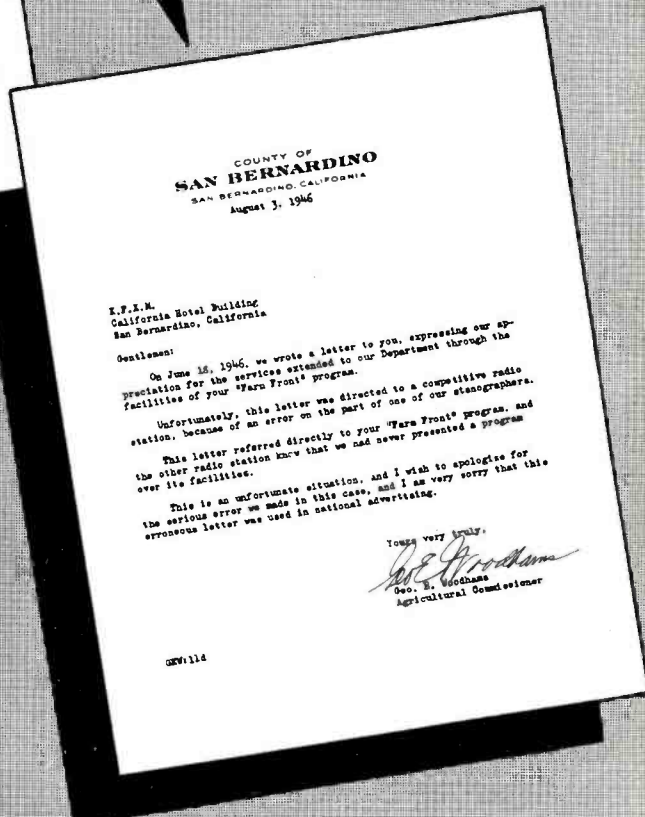 COUNTY OF
SAN BERNARDINO
SAN BERNARDINO, CALIFORNIA
August 3, 1946
K.F.X.M.
California Hotel Building
San Bernardino, California
Gentlemen:
On June 18, 1946, we wrote a letter to you, expressing our ap-
preciation for the services extended to our Department through the
facilities of your "Farm Front" program.
Unfortunately, this letter was directed to a competitive radio
station, because of an error on the part of one of our stenographers.
This letter referred directly to your "Farm Front" program, and
the other radio station knew that we had never presented a program
over its facilities.
This is an unfortunate situation, and I wish to apologize for
the serious error we made in this case, and I am very sorry that this
erroneous letter was used in national advertising.
Yours very truly,
Geo E Woodhams
Geo. E. Woodhams
Agricultural Commissioner
GEW:lld